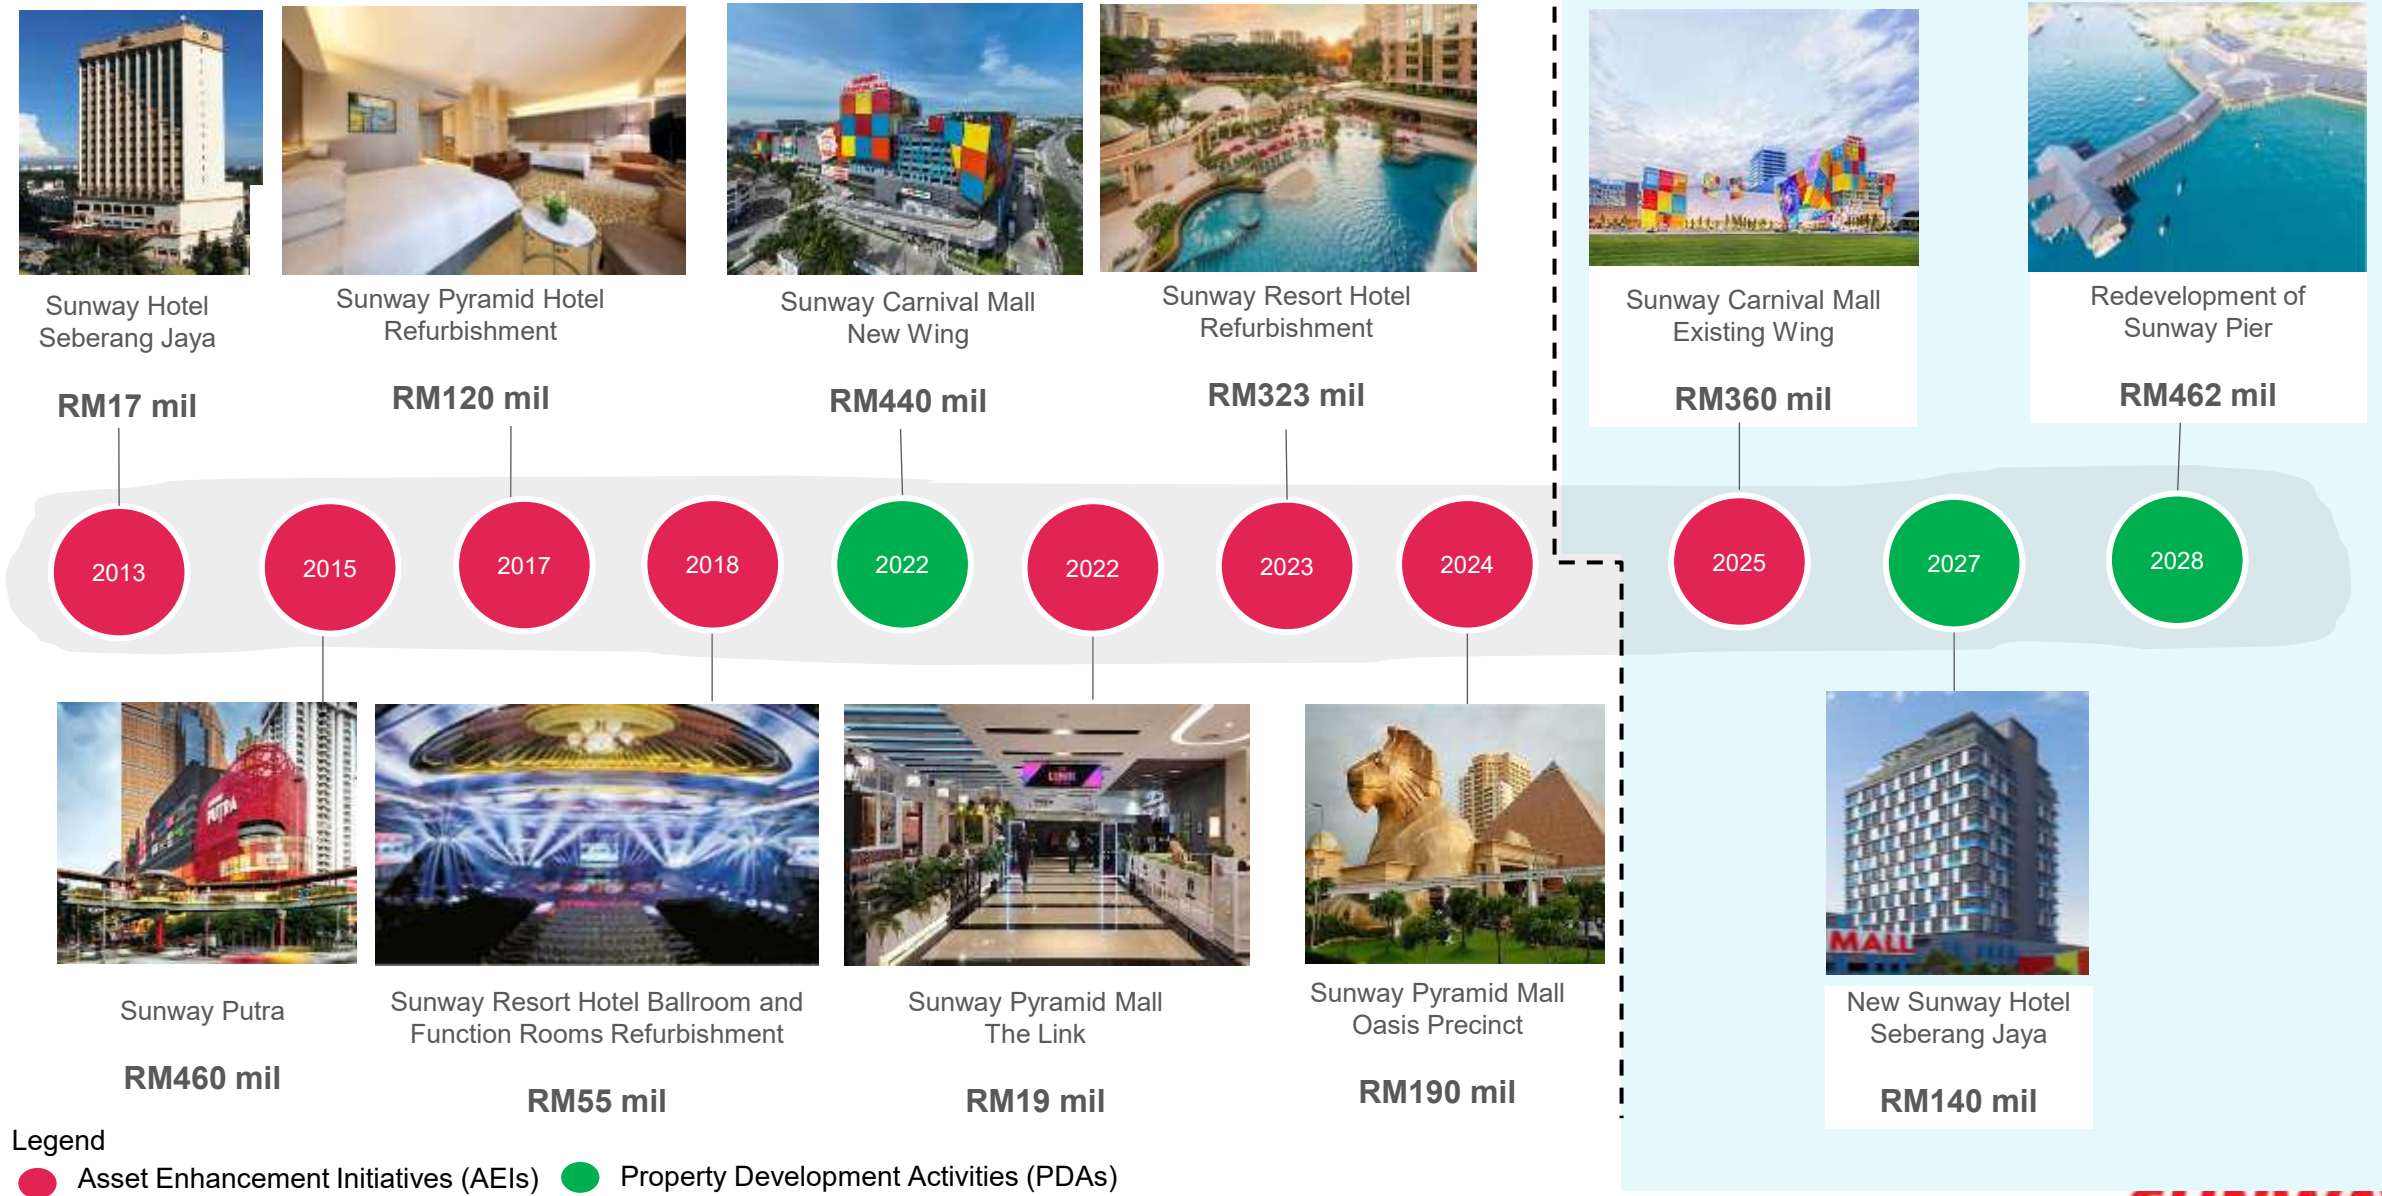 Sunway Hotel
Seberang Jaya
RM17 mil
Sunway Pyramid Hotel
Refurbishment
RM120 mil
Sunway Carnival Mall
New Wing
RM440 mil
Sunway Resort Hotel
Refurbishment
RM323 mil
Sunway Carnival Mall
Existing Wing
RM360 mil
Redevelopment of
Sunway Pier
RM462 mil
2013
2015
2017
2018
2022
2022
2023
2024
2025
2027
2028
PUTRA
LINK
MALL
Sunway Putra
RM460 mil
Sunway Resort Hotel Ballroom and
Function Rooms Refurbishment
RM55 mil
Sunway Pyramid Mall
The Link
RM19 mil
Sunway Pyramid Mall
Oasis Precinct
RM190 mil
New Sunway Hotel
Seberang Jaya
RM140 mil
Legend
Asset Enhancement Initiatives (AEIs)
Property Development Activities (PDAs)